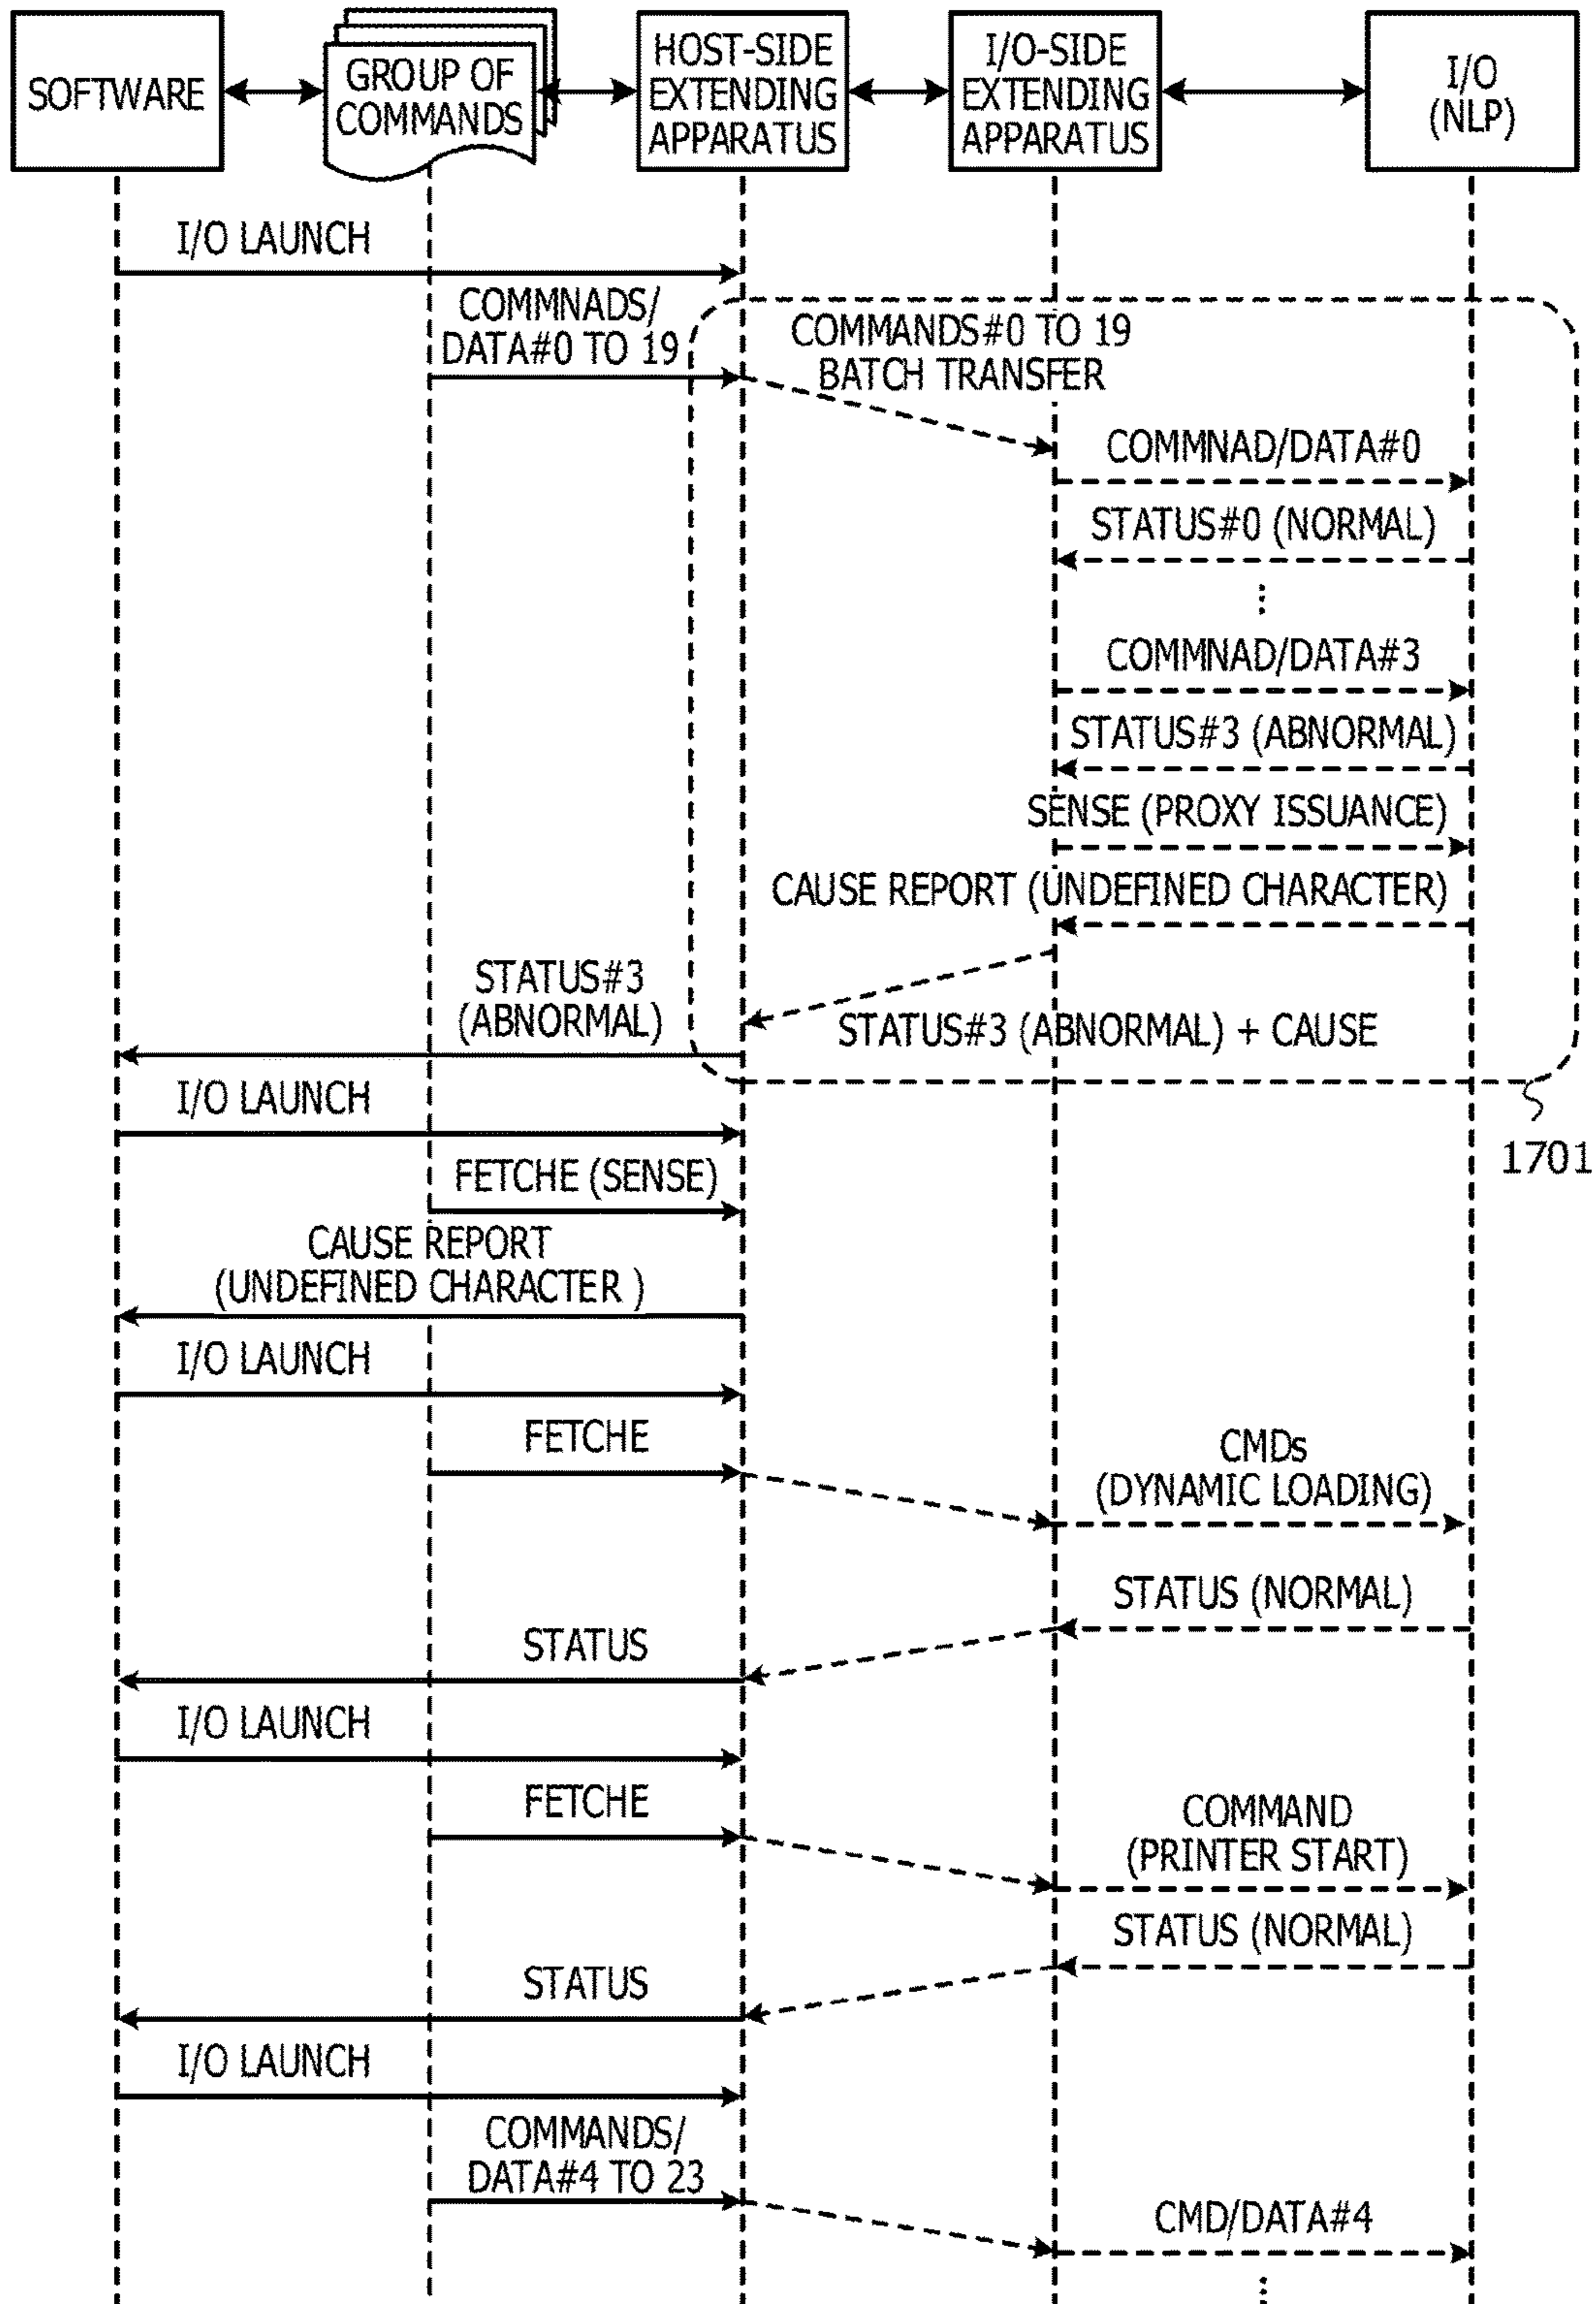 SOFTWARE
GROUP OF
COMMANDS
HOST-SIDE
EXTENDING
APPARATUS
I/O-SIDE
EXTENDING
APPARATUS
I/O
(NLP)
I/O LAUNCH
COMMNADS/
DATA#0 TO 19
COMMANDS#0 TO 19
BATCH TRANSFER
COMMNAD/DATA#0
STATUS#0 (NORMAL)
COMMNAD/DATA#3
STATUS#3 (ABNORMAL)
SENSE (PROXY ISSUANCE)
CAUSE REPORT (UNDEFINED CHARACTER)
STATUS#3
(ABNORMAL)
STATUS#3 (ABNORMAL) + CAUSE
I/O LAUNCH
1701
FETCHE (SENSE)
CAUSE REPORT
(UNDEFINED CHARACTER )
I/O LAUNCH
FETCHE
CMDs
(DYNAMIC LOADING)
STATUS (NORMAL)
STATUS
I/O LAUNCH
FETCHE
COMMAND
(PRINTER START)
STATUS (NORMAL)
STATUS
I/O LAUNCH
COMMANDS/
DATA#4 TO 23
CMD/DATA#4